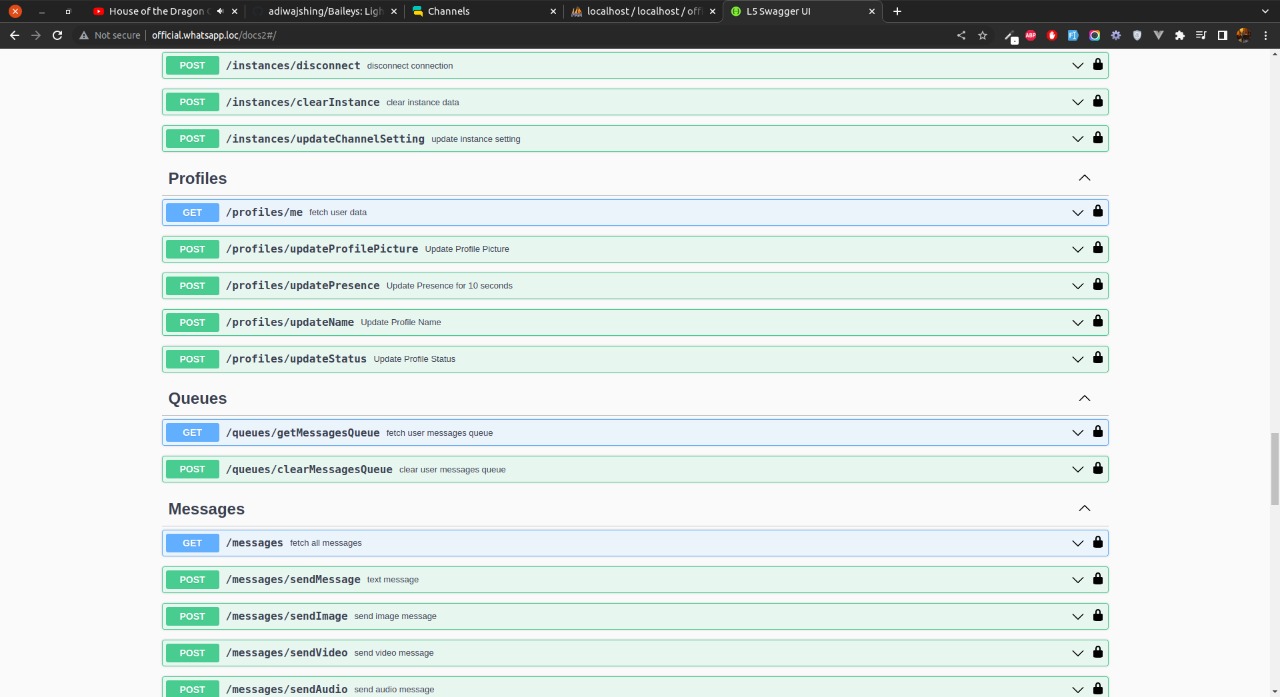 House of the Dragon
adiwajshing/Baileys: Ligh
Channels
localhost / localhost / offi
L5 Swagger UI
Not secure
official.whatsapp.loc/docs2#/
ABP
POST /instances/disconnect disconnect connection
POST /instances/clearInstance clear instance data
POST /instances/updateChannelSetting update instance setting
Profiles
GET /profiles/me fetch user data
POST /profiles/updateProfilePicture Update Profile Picture
POST /profiles/updatePresence Update Presence for 10 seconds
POST /profiles/updateName Update Profile Name
POST /profiles/updateStatus Update Profile Status
Queues
GET /queues/getMessagesQueue fetch user messages queue
POST /queues/clearMessagesQueue clear user messages queue
Messages
GET /messages fetch all messages
POST /messages/sendMessage text message
POST /messages/sendImage send image message
POST /messages/sendVideo send video message
POST /messages/sendAudio send audio message